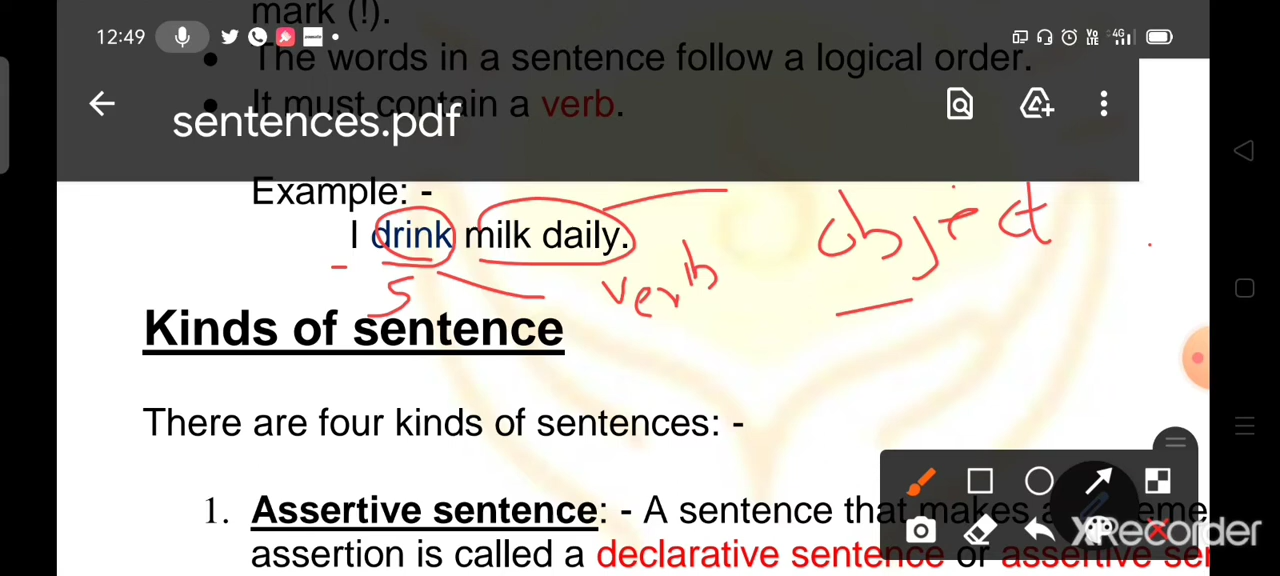 mark (!).
12:49
The words in a sentence follow a logical order.
It must contain a verb.
sentences.pdf
Example: -
I drink milk daily.
object
verb
S
Kinds of sentence
There are four kinds of sentences: -
1. Assertive sentence: - A sentence that makes a
assertion is called a declarative sentence or assertive
XRecorder